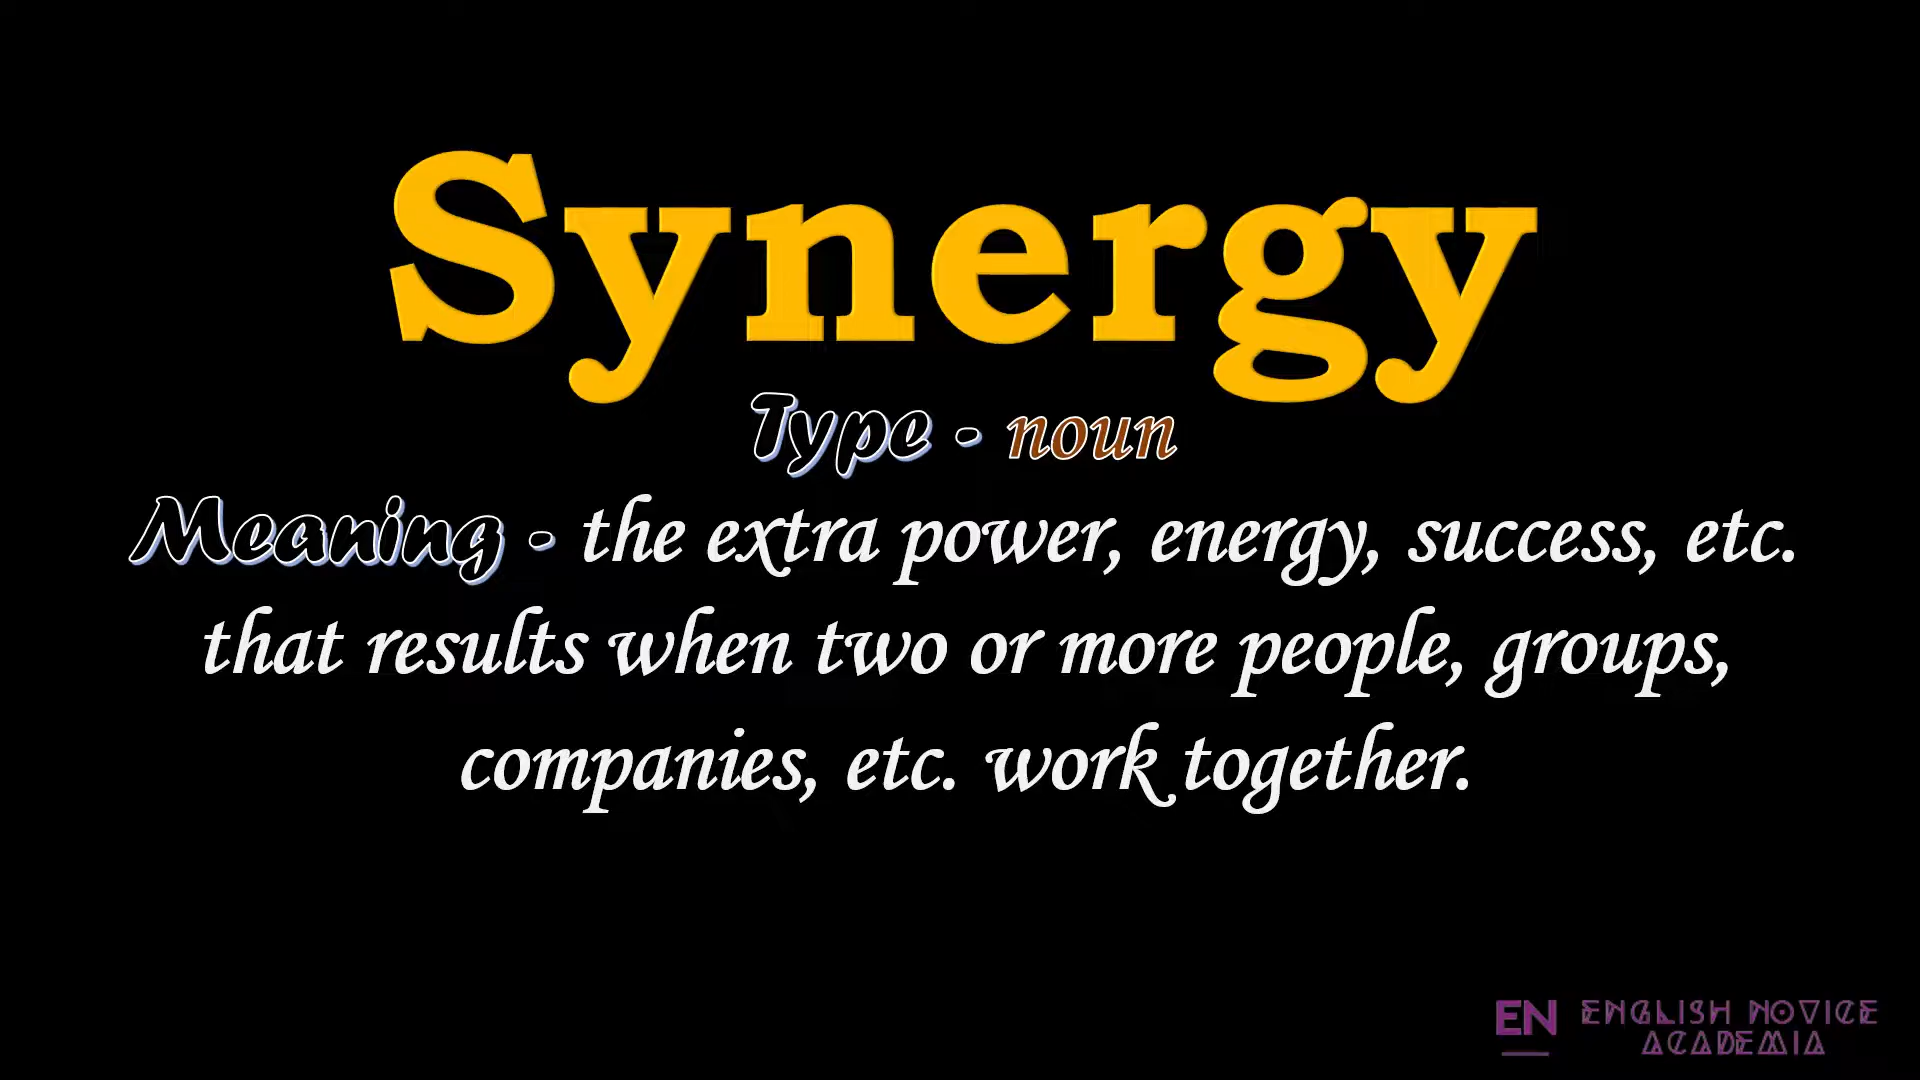 Synergy
Type - noun
Meaning - the extra power, energy, success, etc.
that results when two or more people, groups,
companies, etc. work together.
EN ENGLISH NOVICE
ACADEMIA